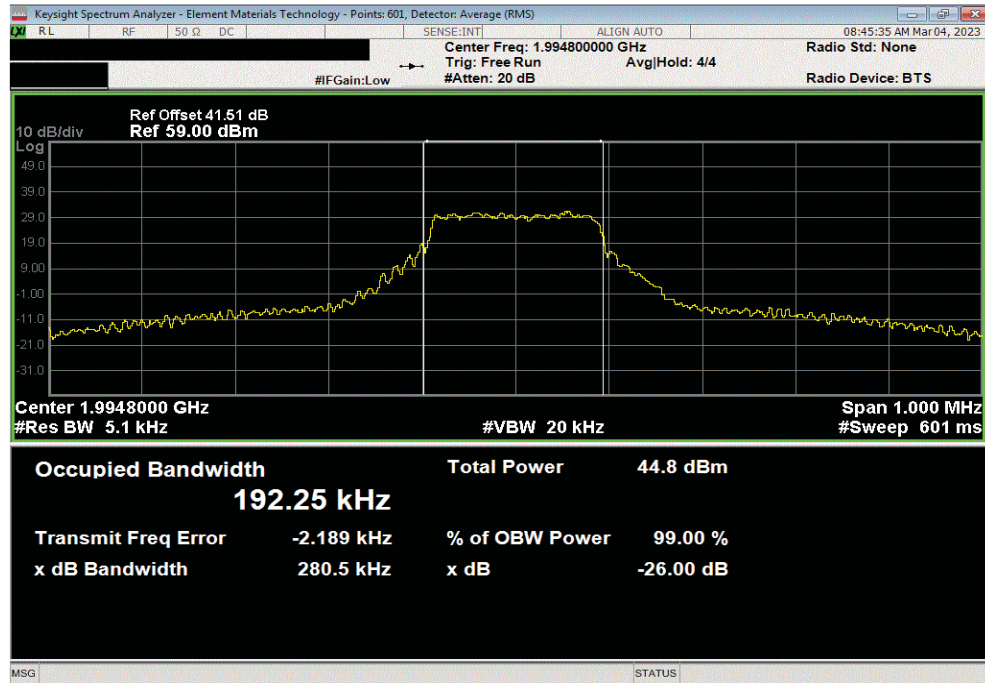 Keysight Spectrum Analyzer - Element Materials Technology - Points: 601, Detector: Average (RMS)
LXI RL RF 50 Ω DC SENSE:INT ALIGN AUTO 08:45:35 AM Mar 04, 2023
Center Freq: 1.994800000 GHz Radio Std: None
Trig: Free Run Avg|Hold: 4/4
#IFGain:Low #Atten: 20 dB Radio Device: BTS
Ref Offset 41.51 dB
10 dB/div Ref 59.00 dBm
Log
49.0
39.0
29.0
19.0
9.00
-1.00
-11.0
-21.0
-31.0
Center 1.9948000 GHz Span 1.000 MHz
#Res BW 5.1 kHz #VBW 20 kHz #Sweep 601 ms
Occupied Bandwidth Total Power 44.8 dBm
192.25 kHz
Transmit Freq Error -2.189 kHz % of OBW Power 99.00 %
x dB Bandwidth 280.5 kHz x dB -26.00 dB
MSG STATUS